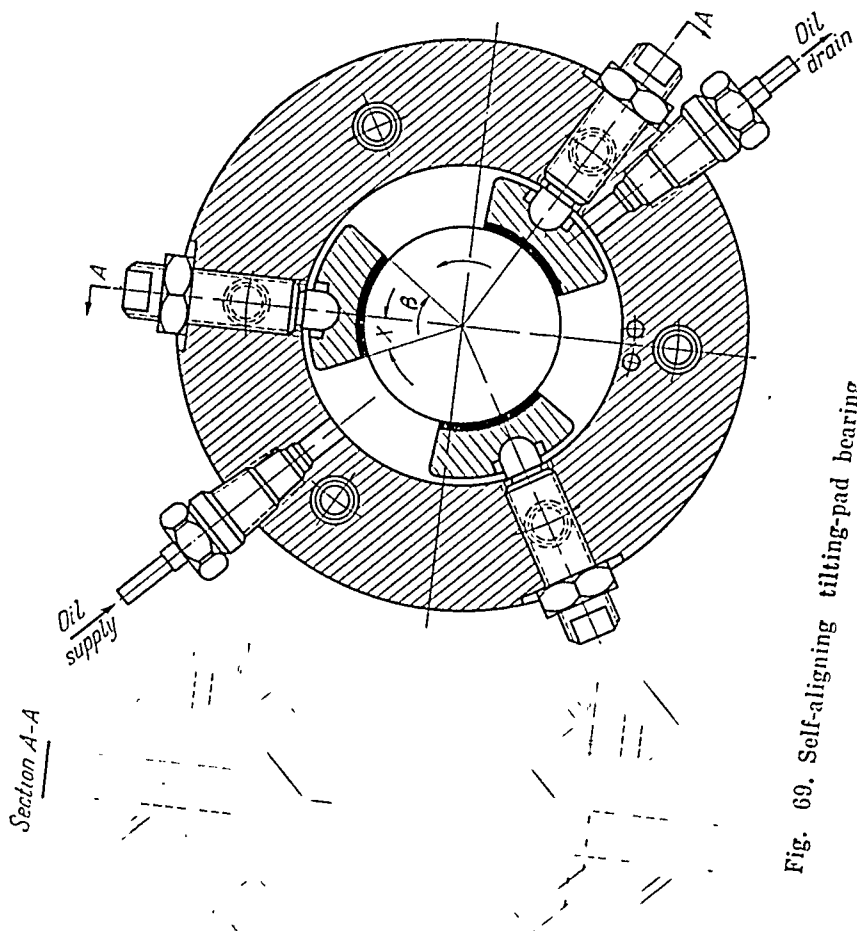 Oil
drain
A
A
χ
β
Oil
supply
Section A-A
Fig. 69. Self-aligning tilting-pad bearing